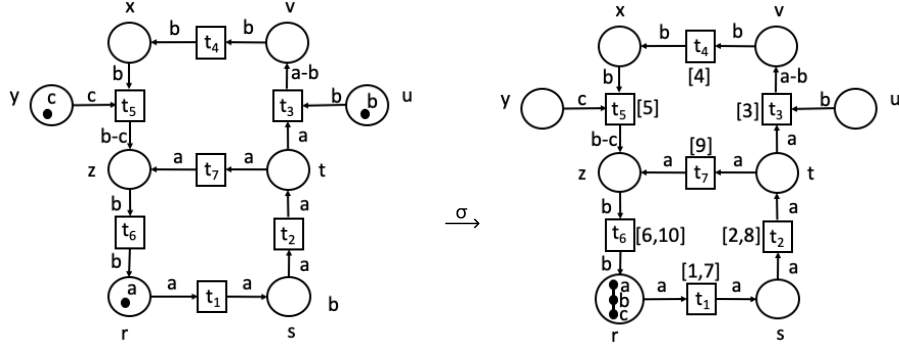 x v x v
b t4 b b t4 b
b a-b b [4] a-b
y c c t5 t3 b b u y c t5 [5] [3] t3 b u
b-c a b-c [9] a
z a t7 a t z a t7 a t
b a b a
t6 t2 σ t6 [6,10] [2,8] t2
b a b [1,7] a
a a t1 a b a b c a t1 a
r s r s